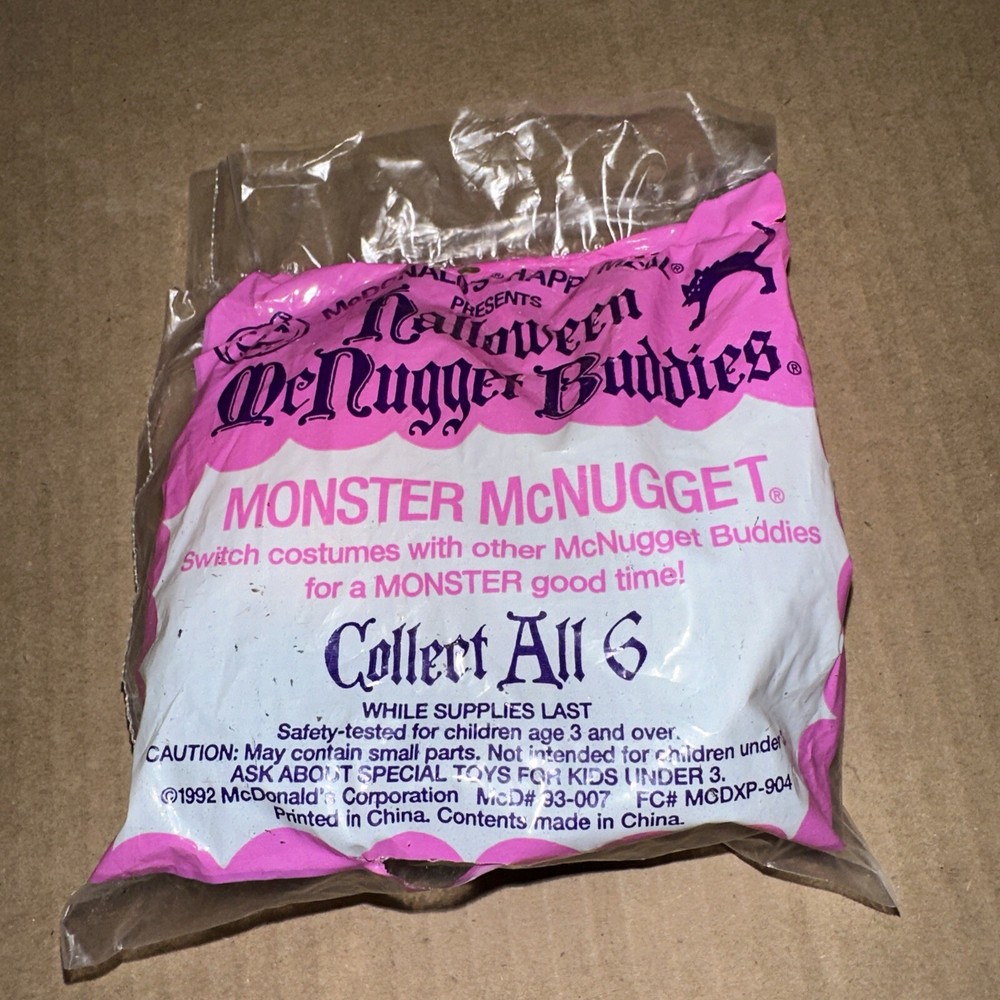 McDONALD'S® HAPPY MEAL®
PRESENTS
Halloween
McNugget Buddies®
MONSTER McNUGGET®
Switch costumes with other McNugget Buddies
for a MONSTER good time!
Collect All 6
WHILE SUPPLIES LAST
Safety-tested for children age 3 and over.
CAUTION: May contain small parts. Not intended for children under
ASK ABOUT SPECIAL TOYS FOR KIDS UNDER 3.
©1992 McDonald's Corporation McD# 93-007 FC# MCDXP-904
Printed in China. Contents made in China.